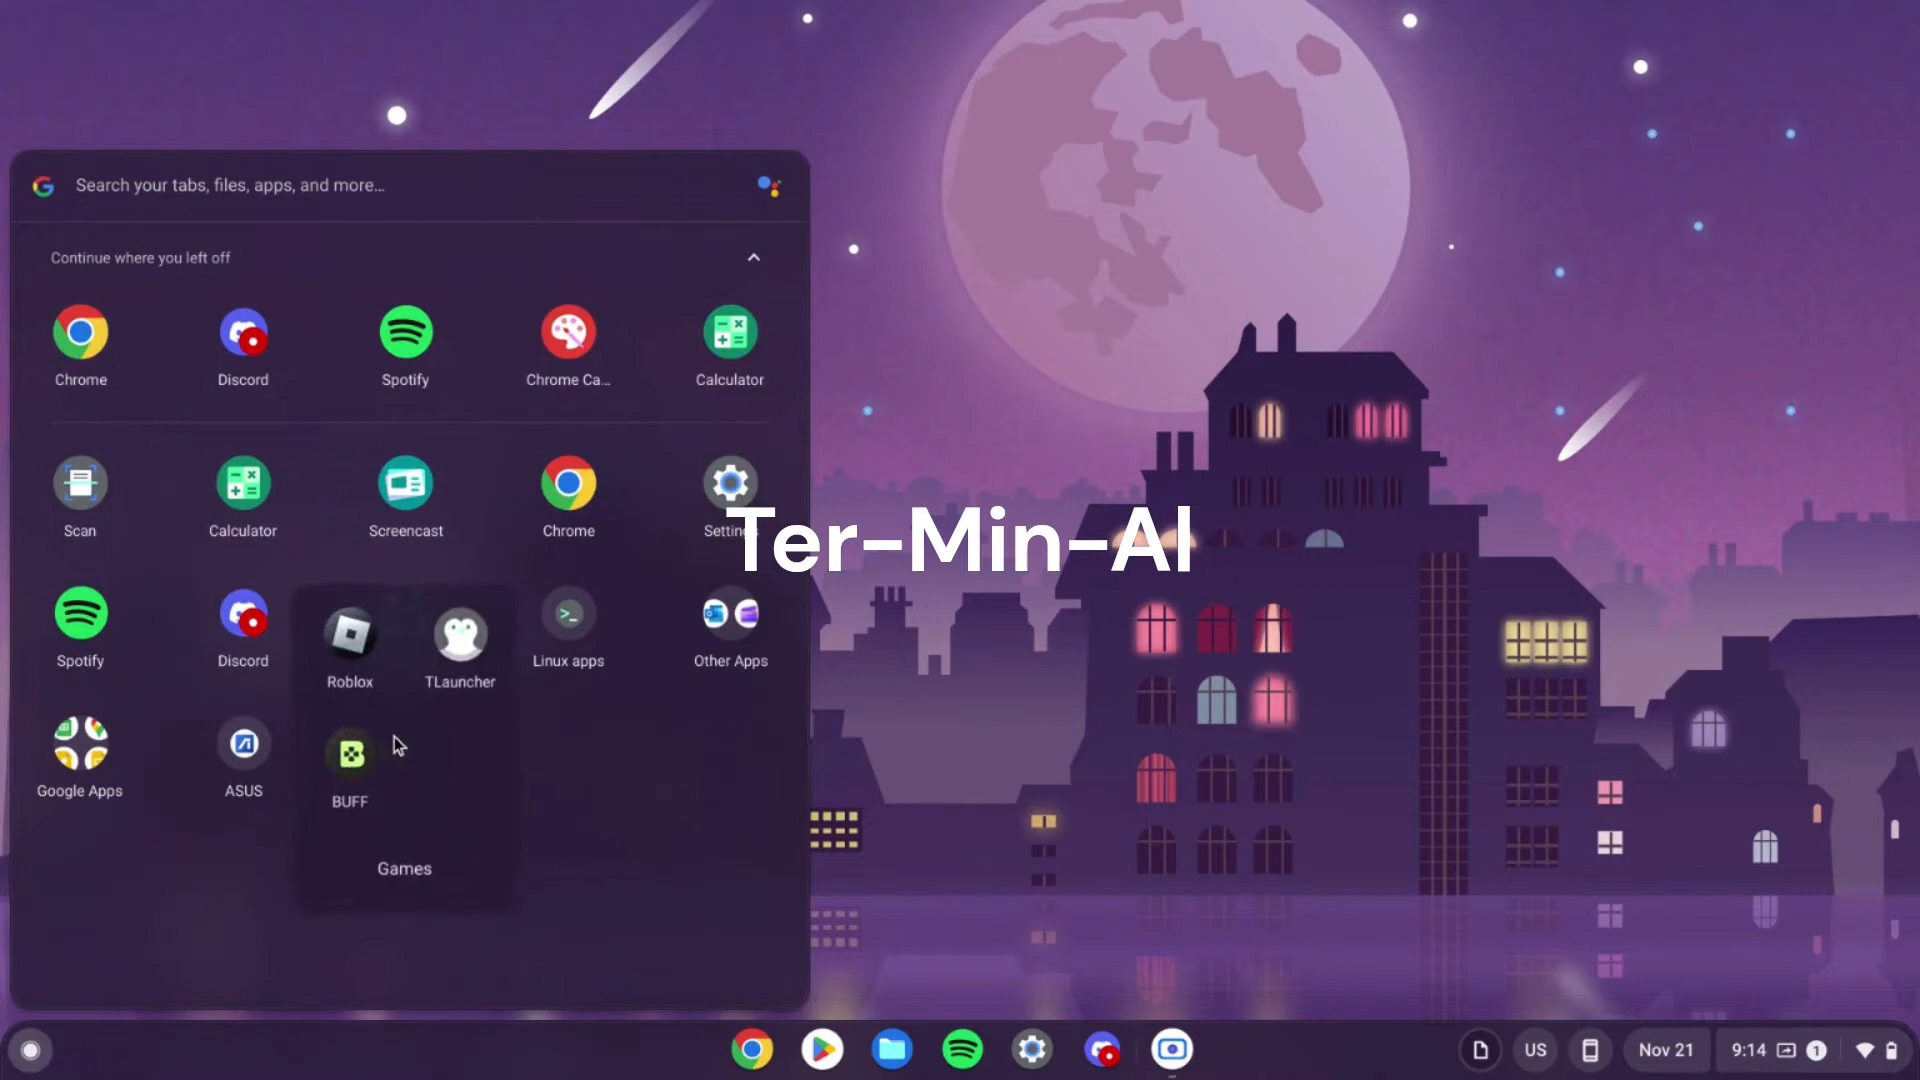 Search your tabs, files, apps, and more...
Continue where you left off
Chrome
Discord
Spotify
Chrome Ca...
Calculator
Scan
Calculator
Screencast
Chrome
Settings
Ter-Min-Al
Spotify
Discord
Roblox
TLauncher
Linux apps
Other Apps
Google Apps
ASUS
BUFF
Games
US
Nov 21
9:14
1